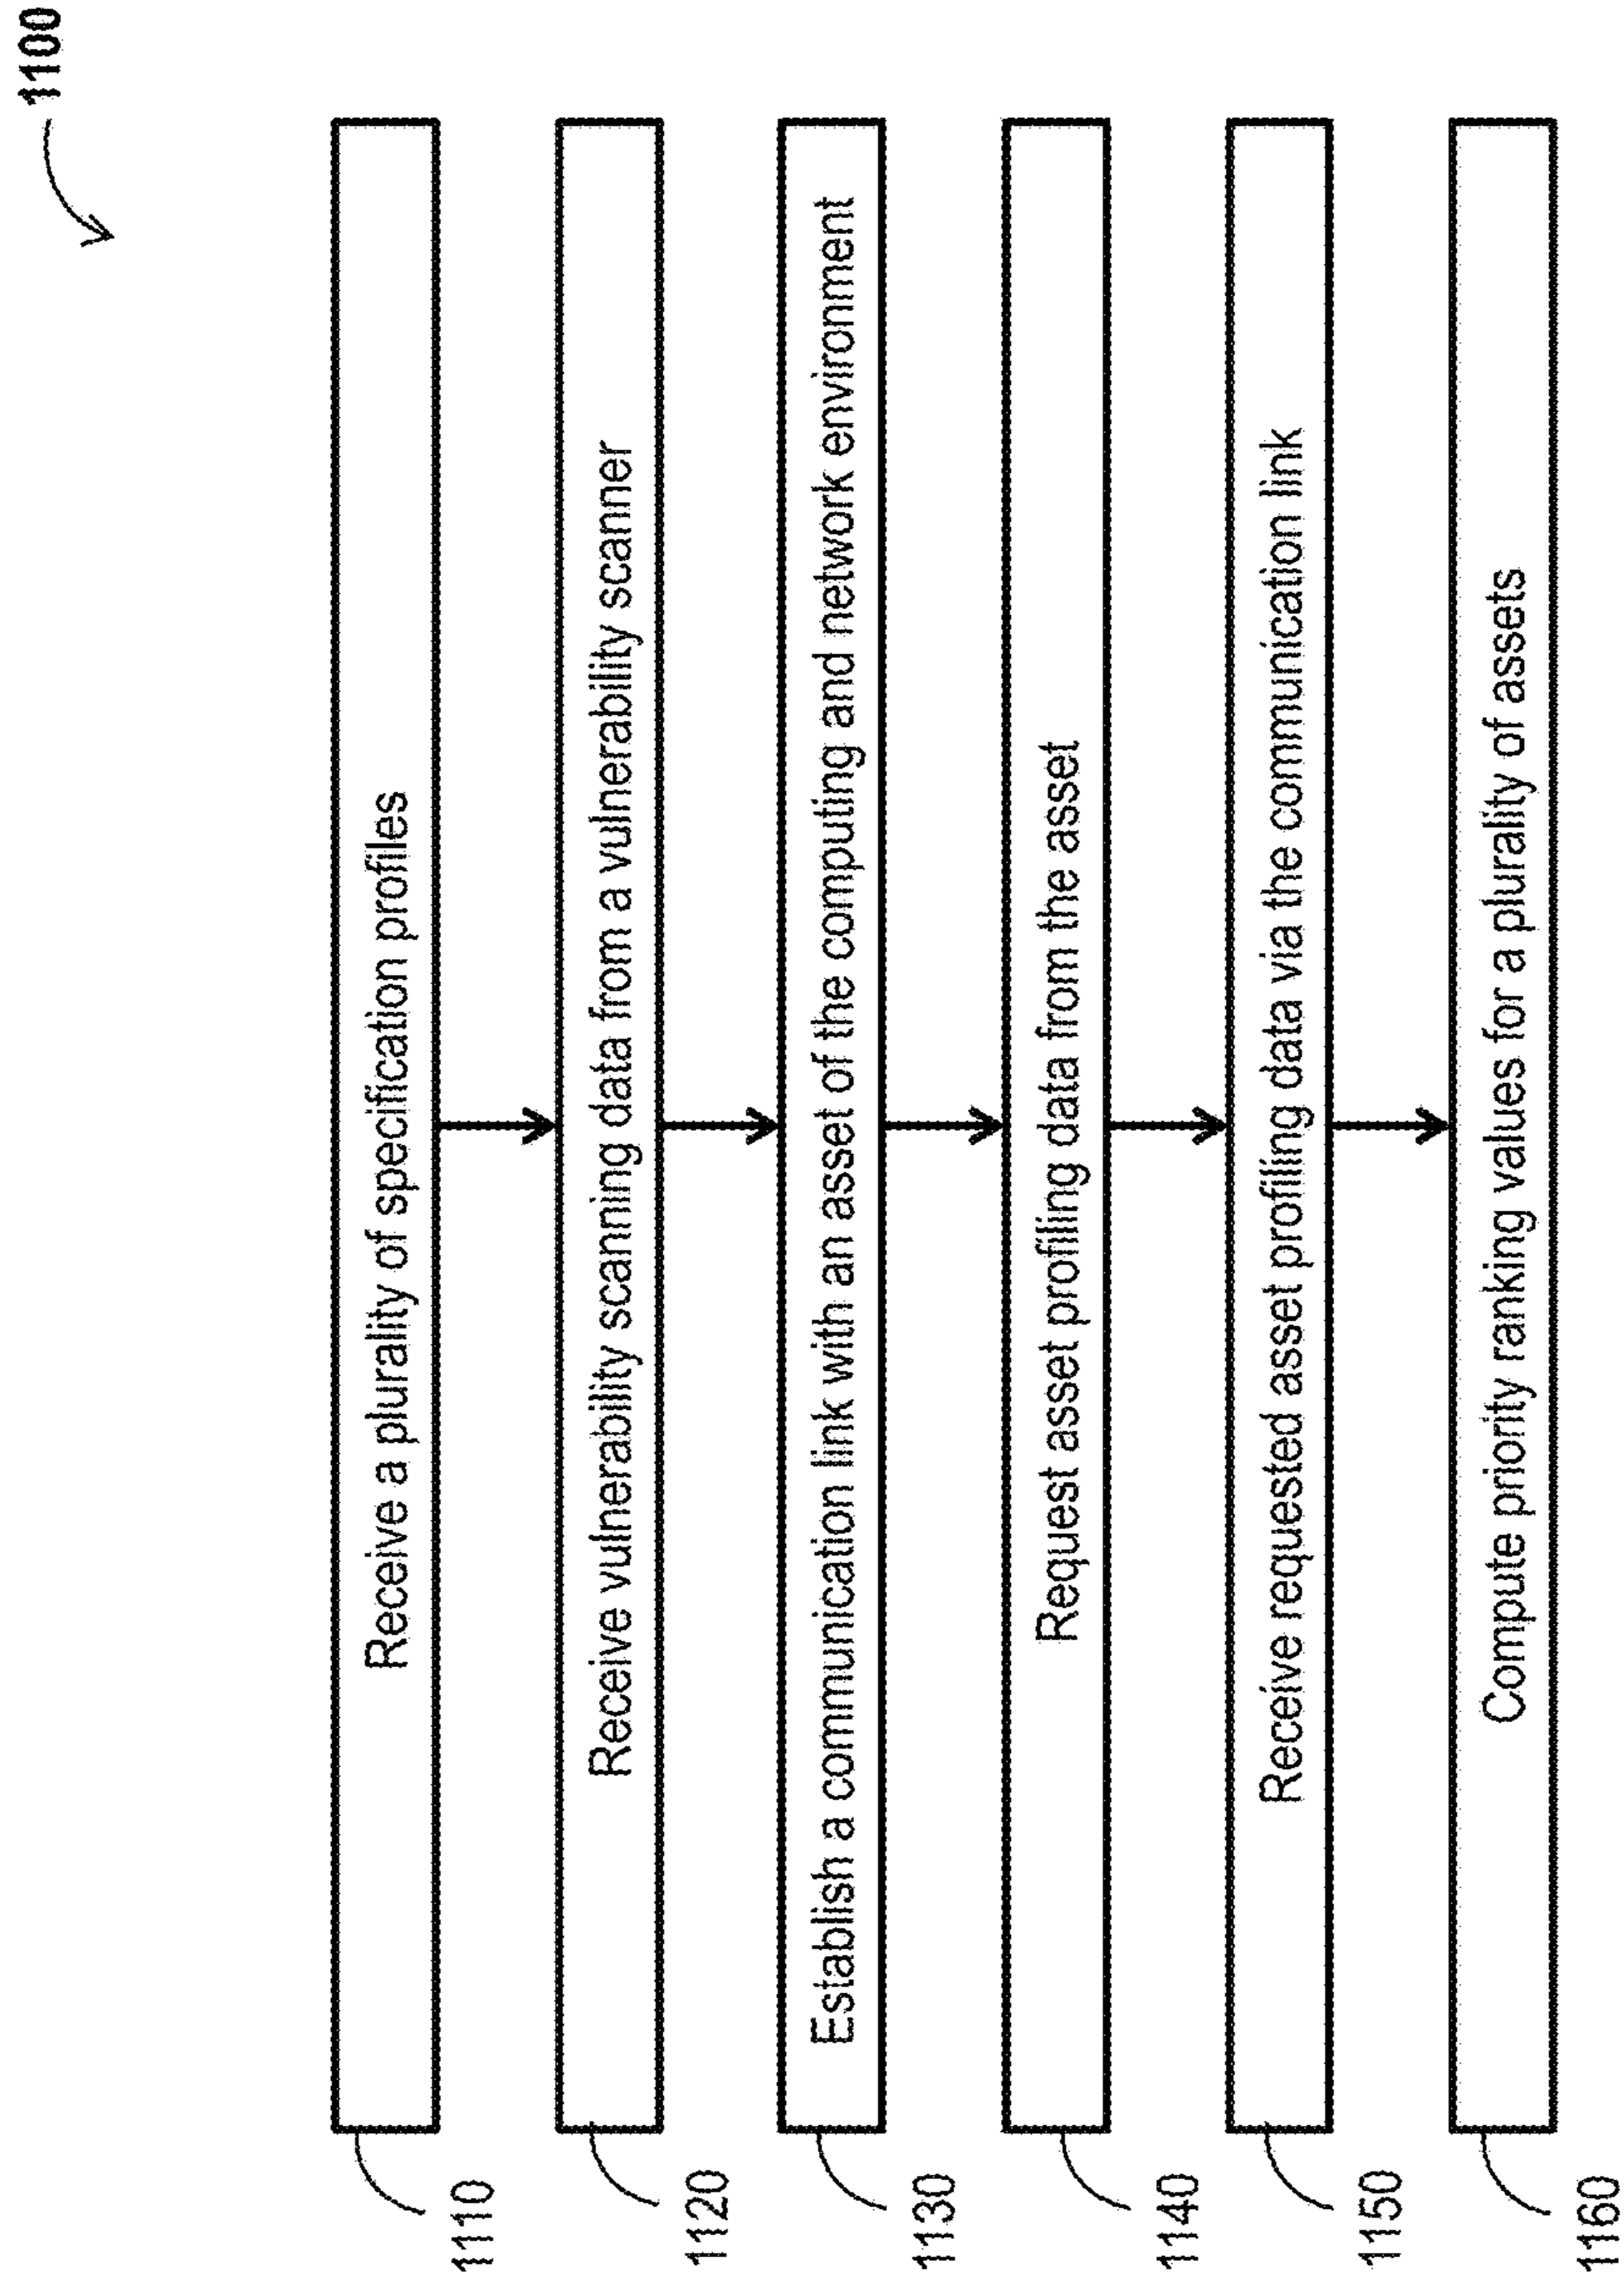 1100
Receive a plurality of specification profiles
1110
Receive vulnerability scanning data from a vulnerability scanner
1120
Establish a communication link with an asset of the computing and network environment
1130
Request asset profiling data from the asset
1140
Receive requested asset profiling data via the communication link
1150
Compute priority ranking values for a plurality of assets
1160